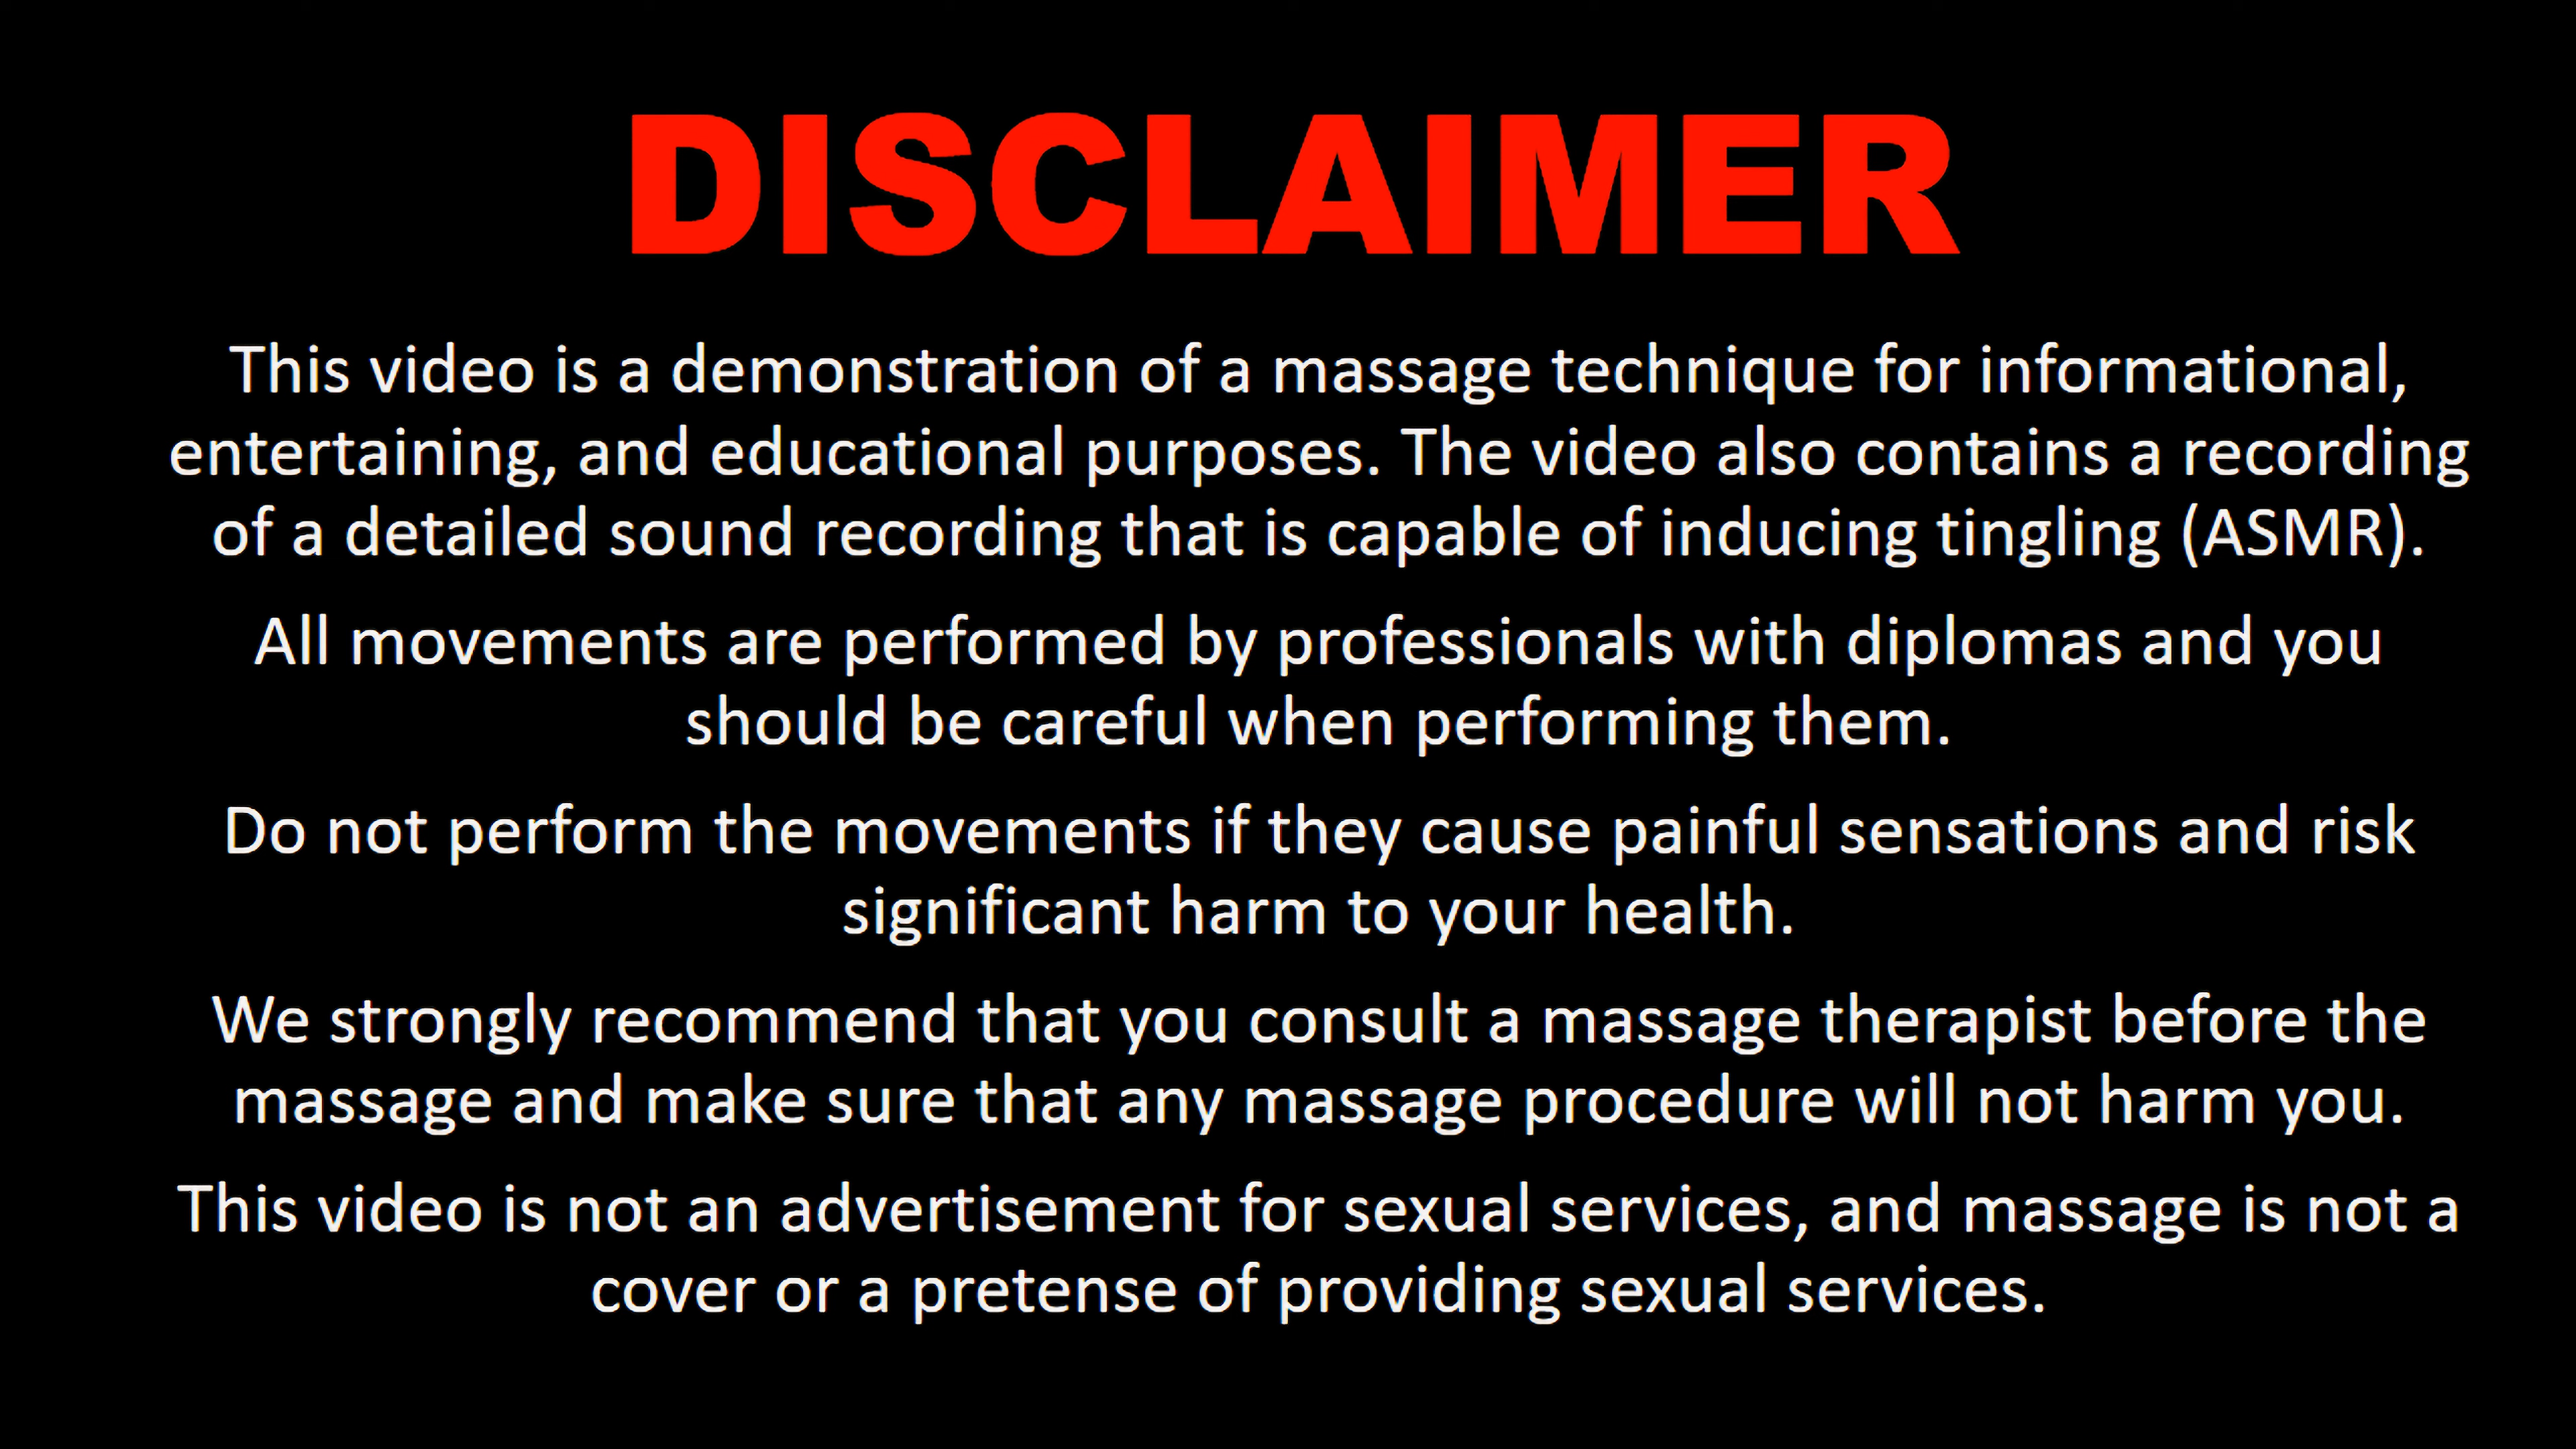 DISCLAIMER
This video is a demonstration of a massage technique for informational,
entertaining, and educational purposes. The video also contains a recording
of a detailed sound recording that is capable of inducing tingling (ASMR).
All movements are performed by professionals with diplomas and you
should be careful when performing them.
Do not perform the movements if they cause painful sensations and risk
significant harm to your health.
We strongly recommend that you consult a massage therapist before the
massage and make sure that any massage procedure will not harm you.
This video is not an advertisement for sexual services, and massage is not a
cover or a pretense of providing sexual services.